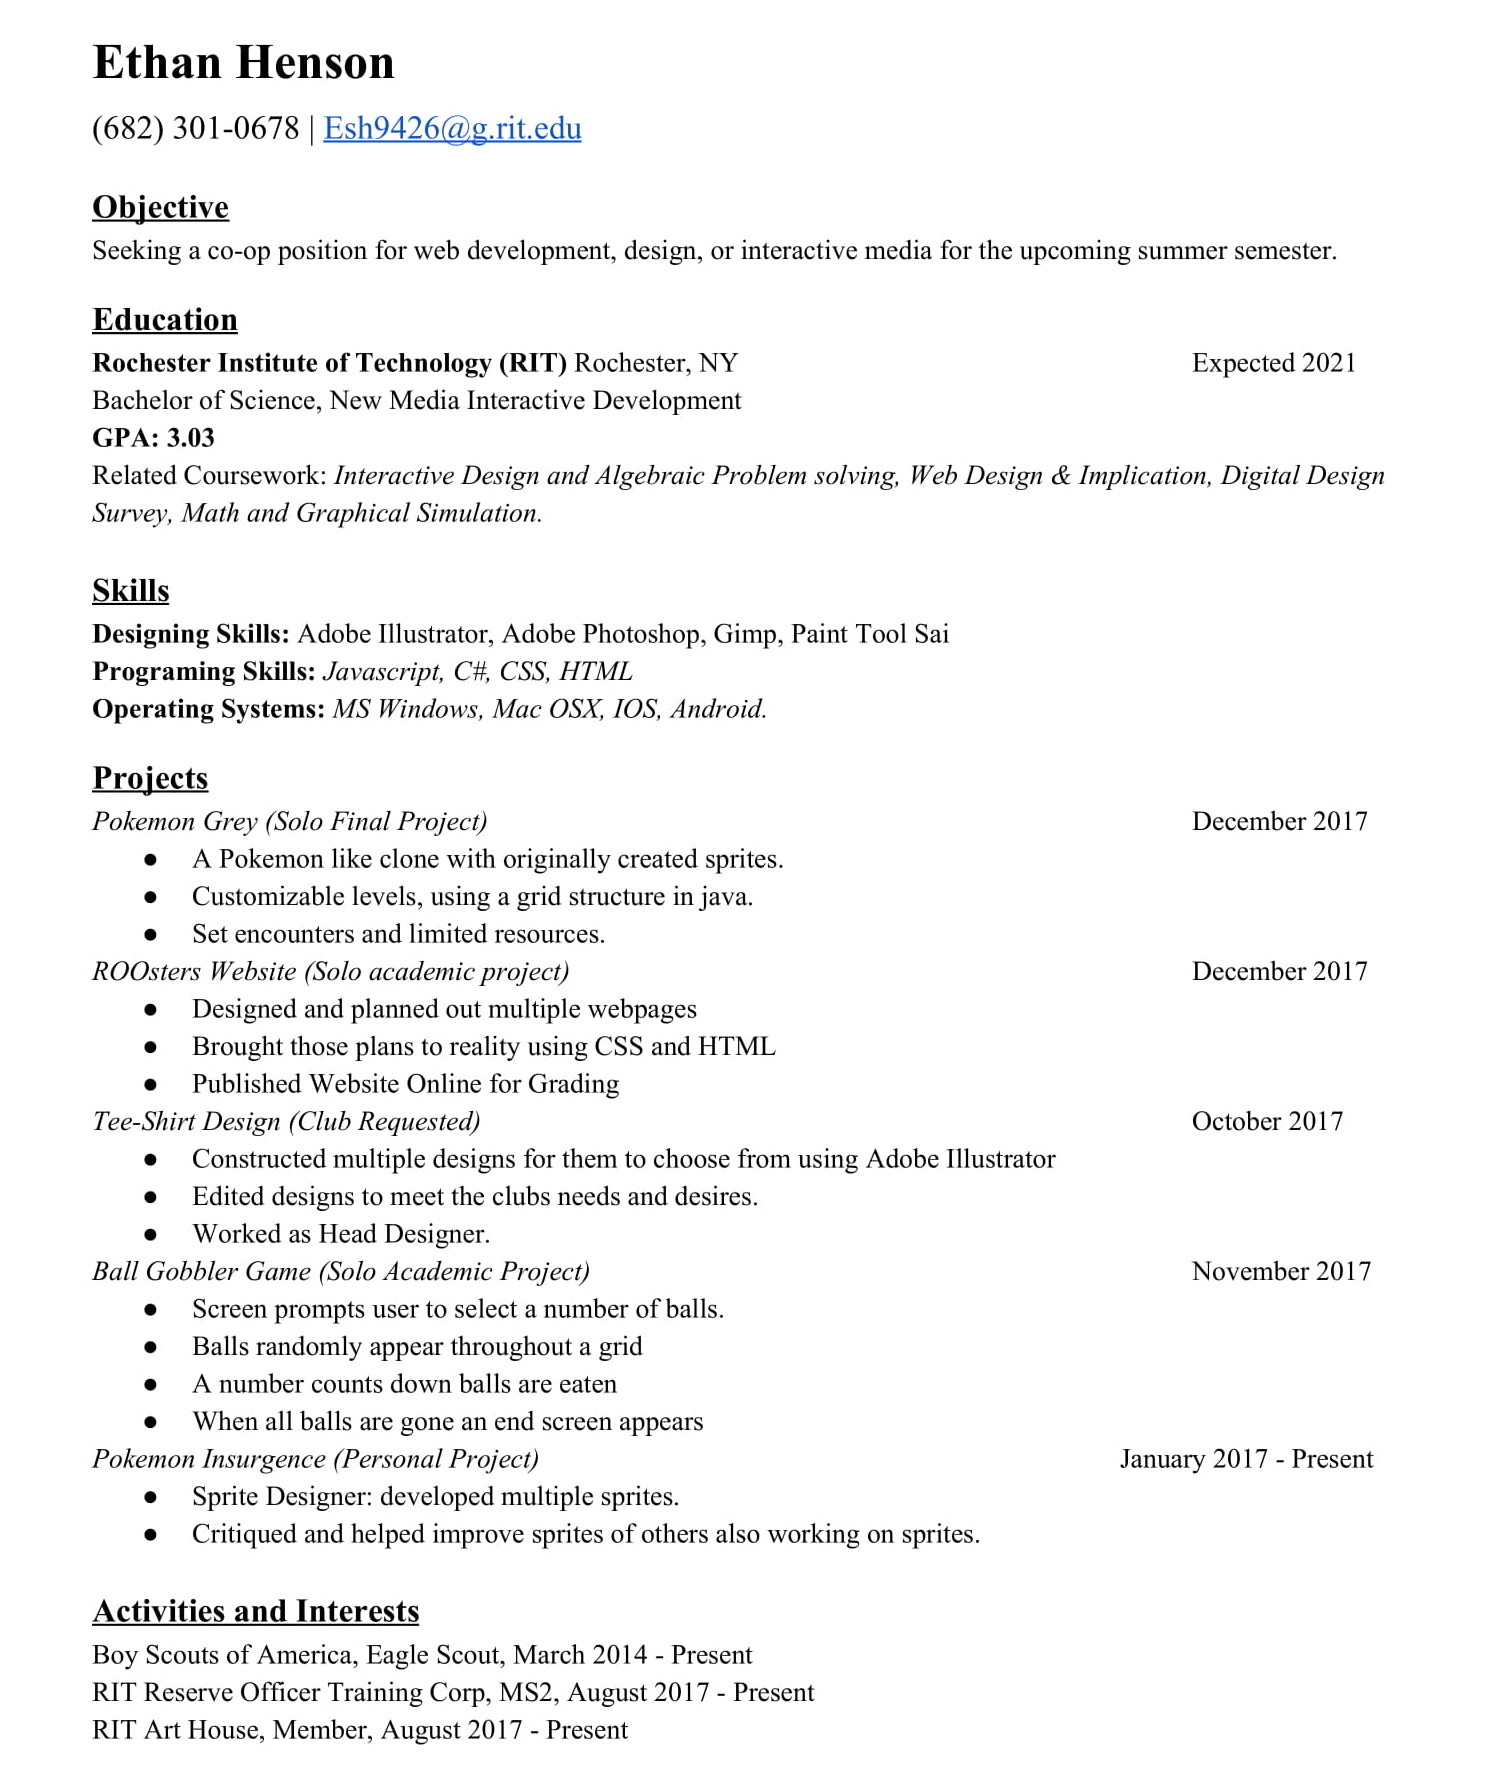 Ethan Henson
(682) 301-0678 | Esh9426@g.rit.edu
Objective
Seeking a co-op position for web development, design, or interactive media for the upcoming summer semester.
Education
Rochester Institute of Technology (RIT) Rochester, NY Expected 2021
Bachelor of Science, New Media Interactive Development
GPA: 3.03
Related Coursework: Interactive Design and Algebraic Problem solving, Web Design & Implication, Digital Design
Survey, Math and Graphical Simulation.
Skills
Designing Skills: Adobe Illustrator, Adobe Photoshop, Gimp, Paint Tool Sai
Programing Skills: Javascript, C#, CSS, HTML
Operating Systems: MS Windows, Mac OSX, IOS, Android.
Projects
Pokemon Grey (Solo Final Project) December 2017
● A Pokemon like clone with originally created sprites.
● Customizable levels, using a grid structure in java.
● Set encounters and limited resources.
ROOsters Website (Solo academic project) December 2017
● Designed and planned out multiple webpages
● Brought those plans to reality using CSS and HTML
● Published Website Online for Grading
Tee-Shirt Design (Club Requested) October 2017
● Constructed multiple designs for them to choose from using Adobe Illustrator
● Edited designs to meet the clubs needs and desires.
● Worked as Head Designer.
Ball Gobbler Game (Solo Academic Project) November 2017
● Screen prompts user to select a number of balls.
● Balls randomly appear throughout a grid
● A number counts down balls are eaten
● When all balls are gone an end screen appears
Pokemon Insurgence (Personal Project) January 2017 - Present
● Sprite Designer: developed multiple sprites.
● Critiqued and helped improve sprites of others also working on sprites.
Activities and Interests
Boy Scouts of America, Eagle Scout, March 2014 - Present
RIT Reserve Officer Training Corp, MS2, August 2017 - Present
RIT Art House, Member, August 2017 - Present